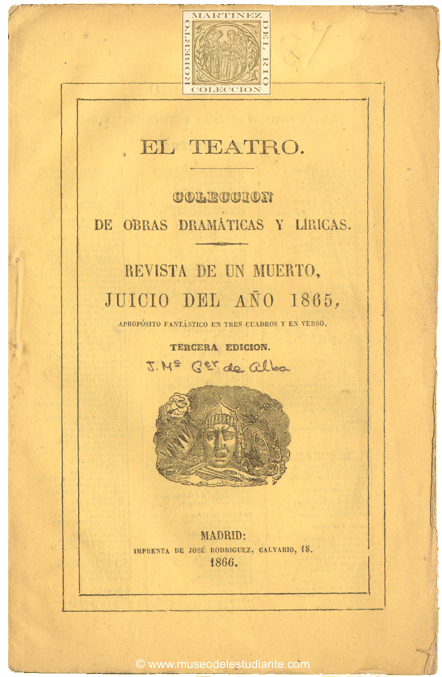 MARTINEZ
ROBERTO
DEL RIO
COLECCION
EL TEATRO.
COLECCION
DE OBRAS DRAMÁTICAS Y LÍRICAS.
REVISTA DE UN MUERTO,
JUICIO DEL AÑO 1865,
APROPÓSITO FANTÁSTICO EN TRES CUADROS Y EN VERSO.
TERCERA EDICION.
J. Mª Ger. de Alba
MADRID:
IMPRENTA DE JOSÉ RODRIGUEZ, CALVARIO, 18.
1866.
© www.museodelestudiante.com